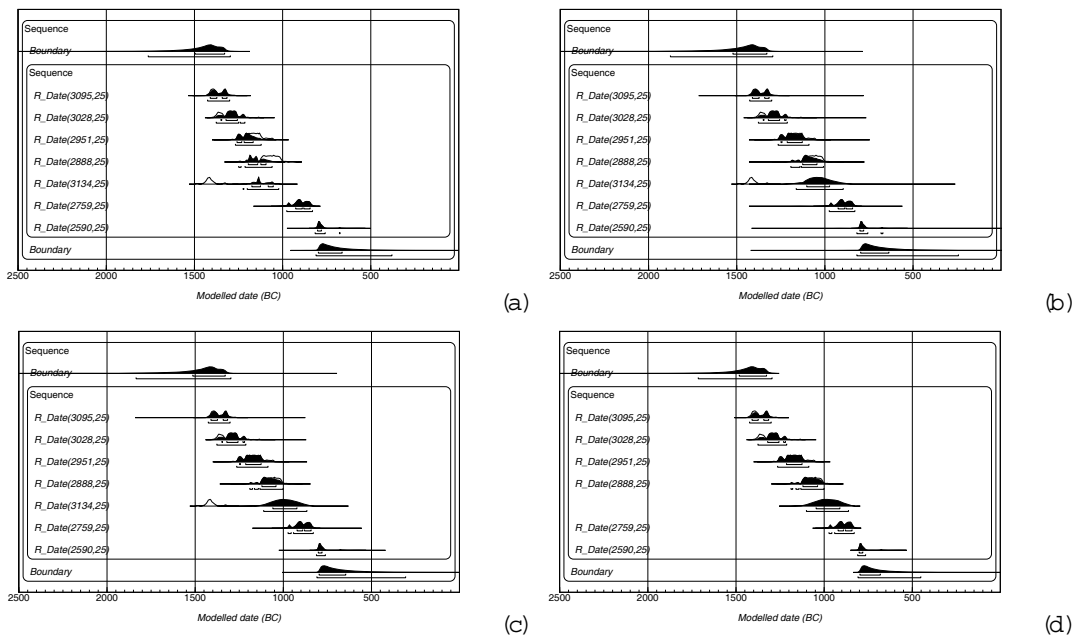 Sequence
Boundary
Sequence
R_Date(3095,25)
R_Date(3028,25)
R_Date(2951,25)
R_Date(2888,25)
R_Date(3134,25)
R_Date(2759,25)
R_Date(2590,25)
Boundary
2500 2000 1500 1000 500
Modelled date (BC)
(a)
Sequence
Boundary
Sequence
R_Date(3095,25)
R_Date(3028,25)
R_Date(2951,25)
R_Date(2888,25)
R_Date(3134,25)
R_Date(2759,25)
R_Date(2590,25)
Boundary
2500 2000 1500 1000 500
Modelled date (BC)
(b)
Sequence
Boundary
Sequence
R_Date(3095,25)
R_Date(3028,25)
R_Date(2951,25)
R_Date(2888,25)
R_Date(3134,25)
R_Date(2759,25)
R_Date(2590,25)
Boundary
2500 2000 1500 1000 500
Modelled date (BC)
(c)
Sequence
Boundary
Sequence
R_Date(3095,25)
R_Date(3028,25)
R_Date(2951,25)
R_Date(2888,25)
R_Date(2759,25)
R_Date(2590,25)
Boundary
2500 2000 1500 1000 500
Modelled date (BC)
(d)